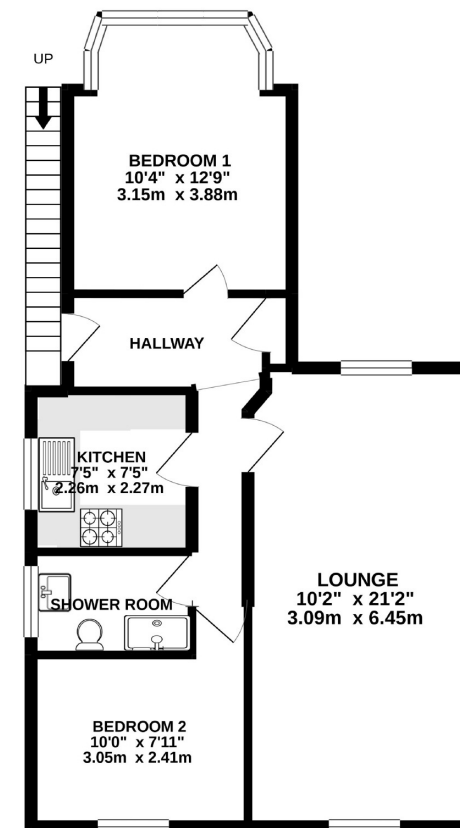 UP
BEDROOM 1
10'4" x 12'9"
3.15m x 3.88m
HALLWAY
KITCHEN
7'5" x 7'5"
2.26m x 2.27m
SHOWER ROOM
LOUNGE
10'2" x 21'2"
3.09m x 6.45m
BEDROOM 2
10'0" x 7'11"
3.05m x 2.41m